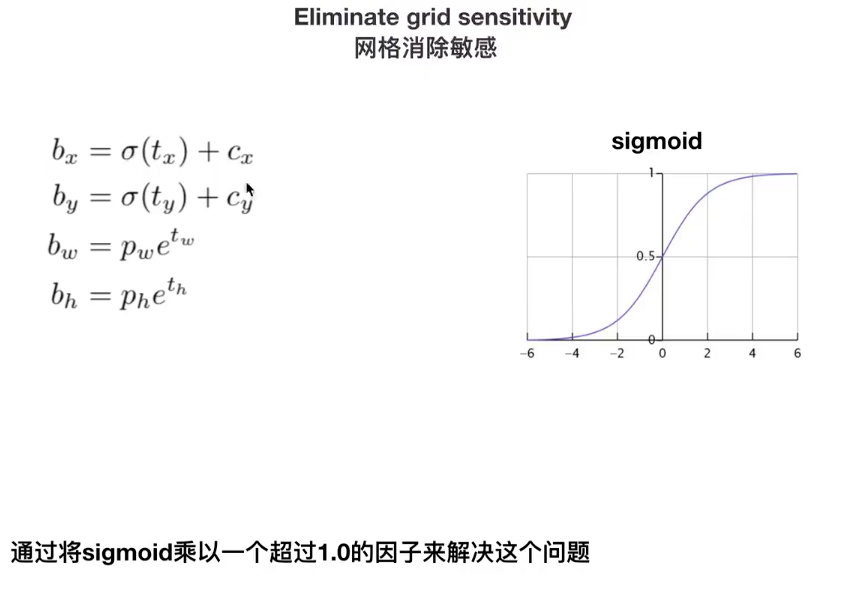 Eliminate grid sensitivity
网格消除敏感
b_x = σ(t_x) + c_x
b_y = σ(t_y) + c_y
b_w = p_w e^{t_w}
b_h = p_h e^{t_h}
sigmoid
1
0.5
0
-6 -4 -2 0 2 4 6
通过将sigmoid乘以一个超过1.0的因子来解决这个问题